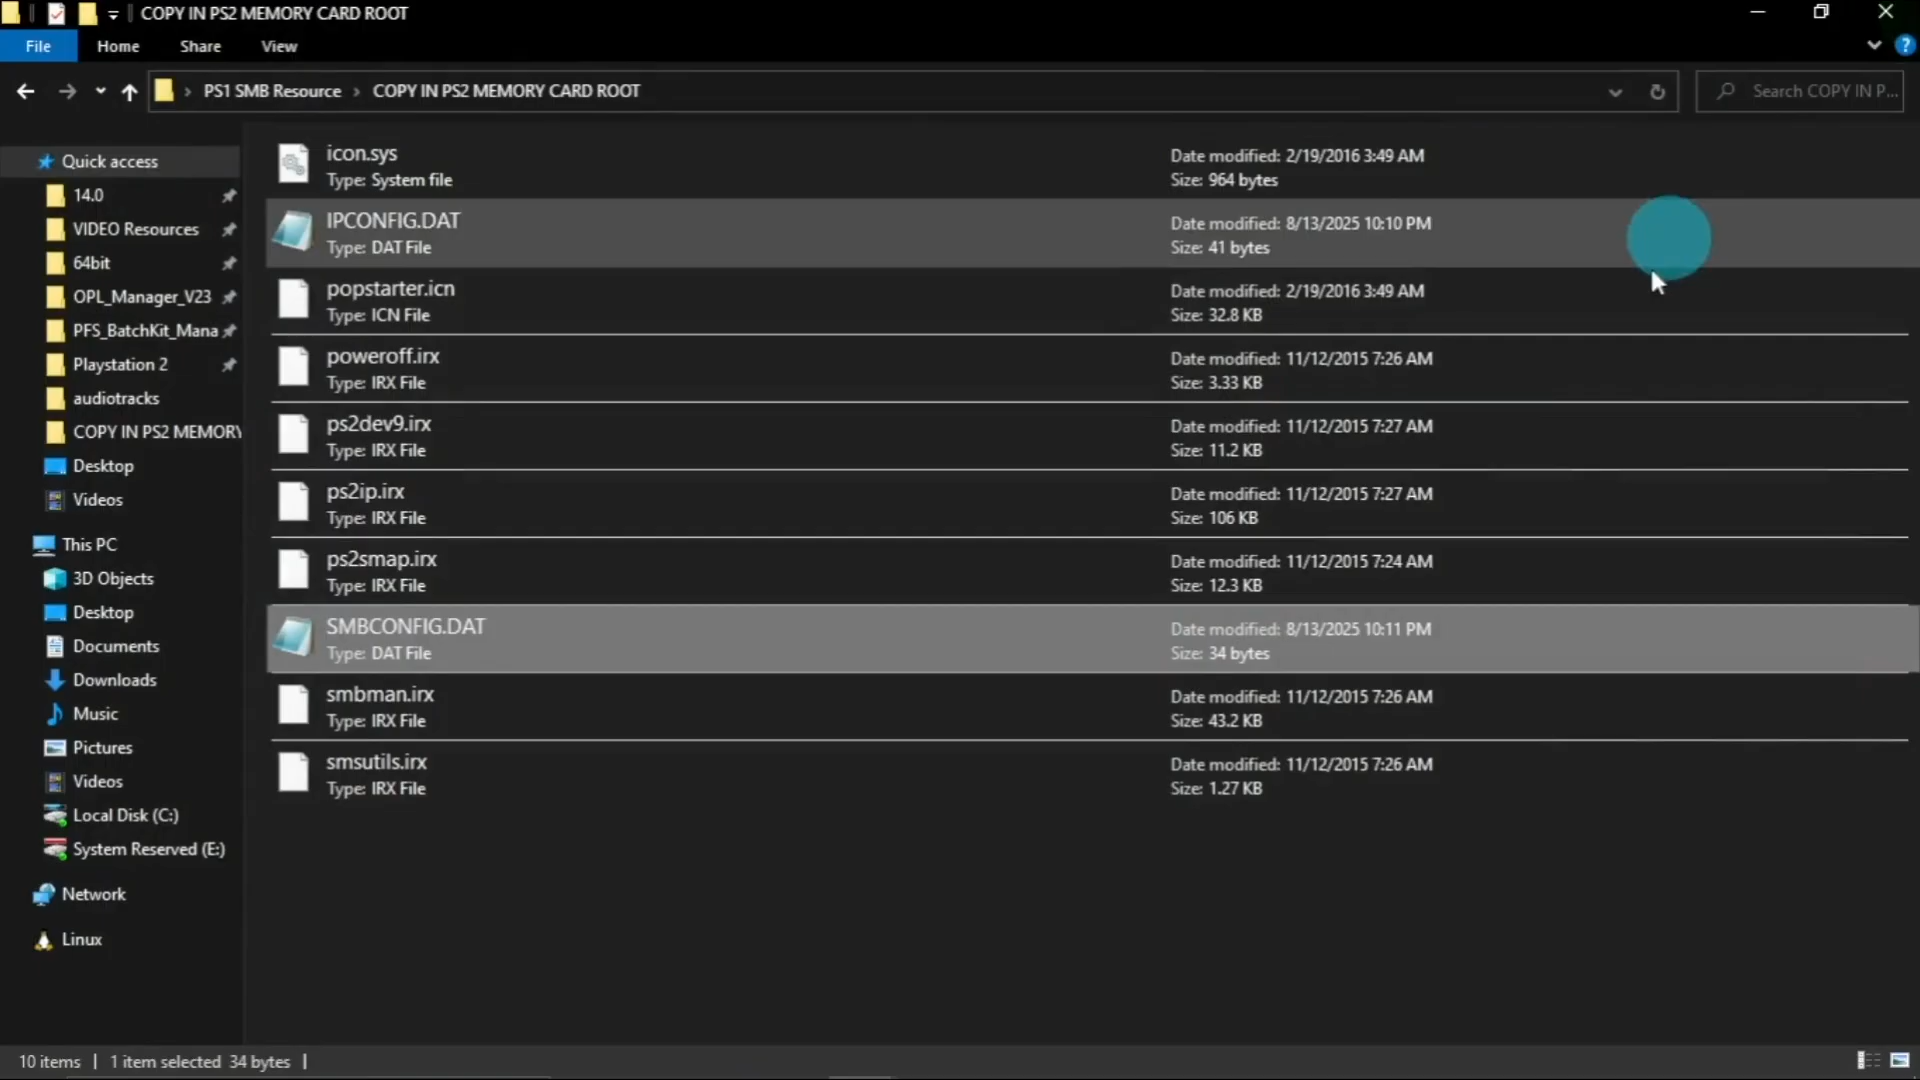 COPY IN PS2 MEMORY CARD ROOT
File Home Share View
PS1 SMB Resource › COPY IN PS2 MEMORY CARD ROOT
Search COPY IN P...
Quick access
14.0
VIDEO Resources
64bit
OPL_Manager_V23
PFS_BatchKit_Mana
Playstation 2
audiotracks
COPY IN PS2 MEMORY
Desktop
Videos
This PC
3D Objects
Desktop
Documents
Downloads
Music
Pictures
Videos
Local Disk (C:)
System Reserved (E:)
Network
Linux
icon.sys
Type: System file
Date modified: 2/19/2016 3:49 AM
Size: 964 bytes
IPCONFIG.DAT
Type: DAT File
Date modified: 8/13/2025 10:10 PM
Size: 41 bytes
popstarter.icn
Type: ICN File
Date modified: 2/19/2016 3:49 AM
Size: 32.8 KB
poweroff.irx
Type: IRX File
Date modified: 11/12/2015 7:26 AM
Size: 3.33 KB
ps2dev9.irx
Type: IRX File
Date modified: 11/12/2015 7:27 AM
Size: 11.2 KB
ps2ip.irx
Type: IRX File
Date modified: 11/12/2015 7:27 AM
Size: 106 KB
ps2smap.irx
Type: IRX File
Date modified: 11/12/2015 7:24 AM
Size: 12.3 KB
SMBCONFIG.DAT
Type: DAT File
Date modified: 8/13/2025 10:11 PM
Size: 34 bytes
smbman.irx
Type: IRX File
Date modified: 11/12/2015 7:26 AM
Size: 43.2 KB
smsutils.irx
Type: IRX File
Date modified: 11/12/2015 7:26 AM
Size: 1.27 KB
10 items | 1 item selected 34 bytes |